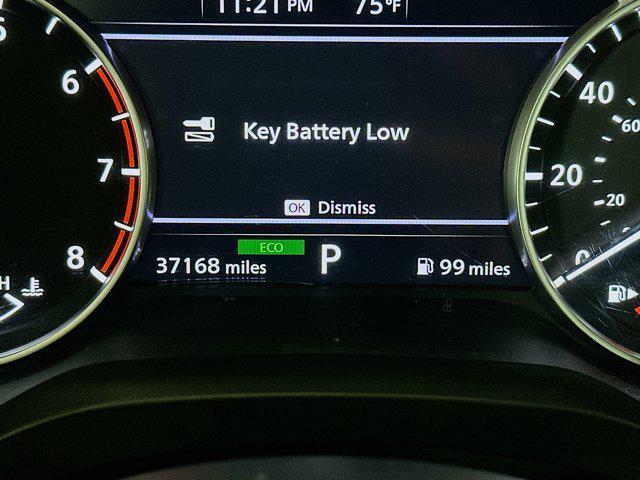 11:21 PM 75°F
6
40
60
Key Battery Low
7
20
20
OK Dismiss
8
ECO
37168 miles P 99 miles
0
H